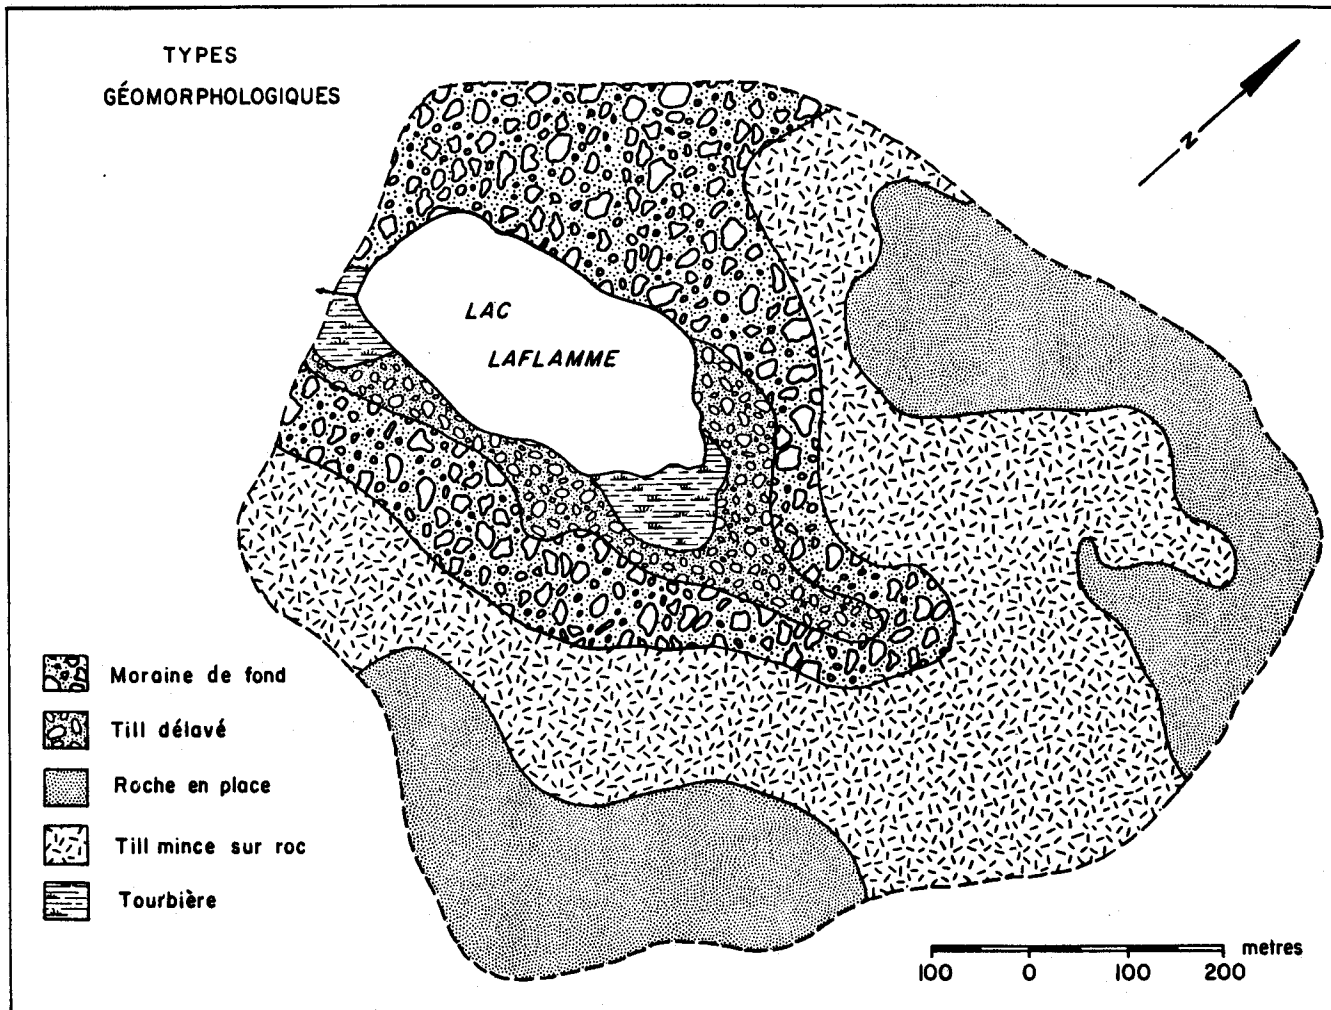 TYPES
GÉOMORPHOLOGIQUES
N
LAC
LAFLAMME
Moraine de fond
Till délavé
Roche en place
Till mince sur roc
Tourbière
metres
100 0 100 200